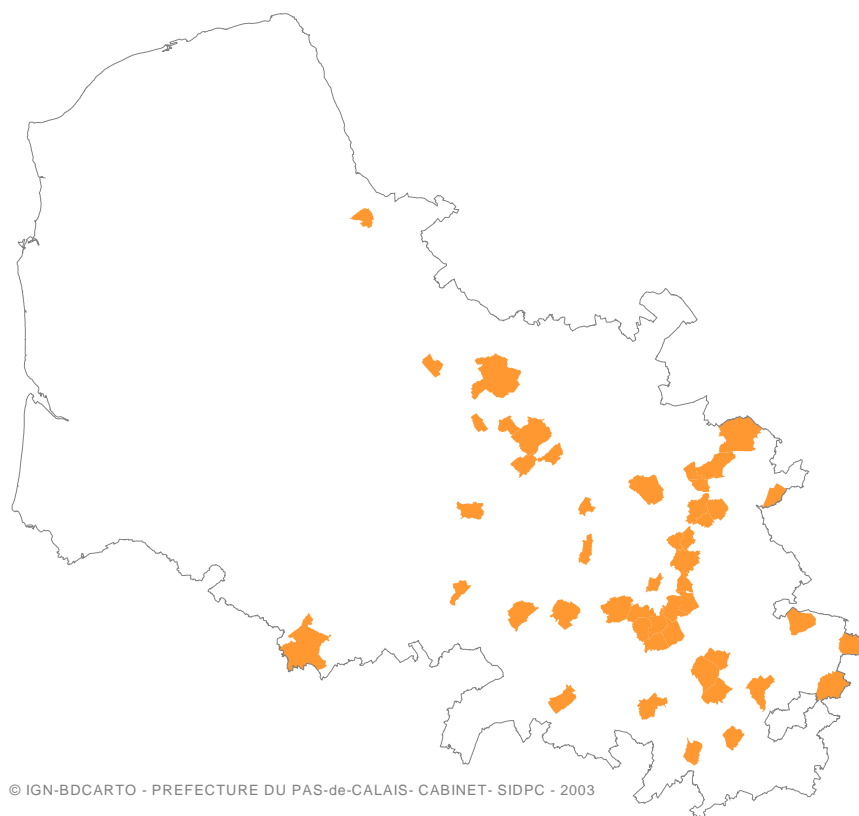 © IGN-BDCARTO - PREFECTURE DU PAS-de-CALAIS- CABINET- SIDPC - 2003